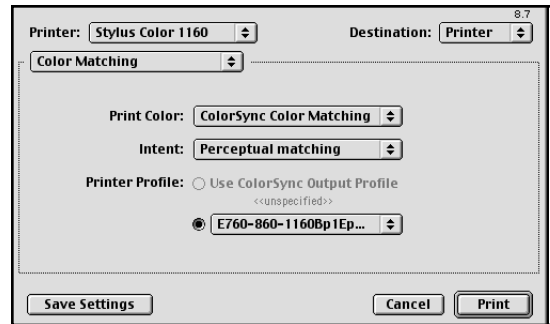 8.7
Printer: Stylus Color 1160 Destination: Printer
Color Matching
Print Color: ColorSync Color Matching
Intent: Perceptual matching
Printer Profile: Use ColorSync Output Profile
<<unspecified>>
E760-860-1160Bp1Ep...
Save Settings Cancel Print